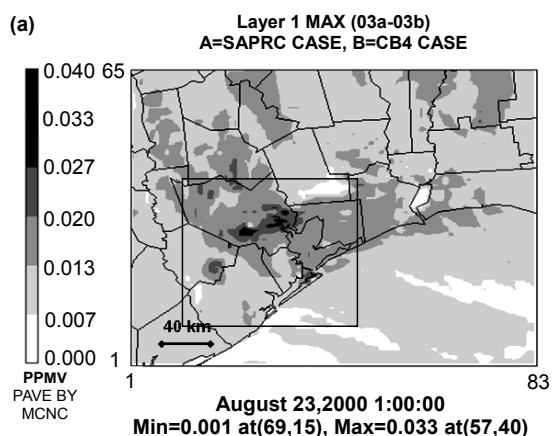 (a)
Layer 1 MAX (03a-03b)
A=SAPRC CASE, B=CB4 CASE
0.040
0.033
0.027
0.020
0.013
0.007
0.000
PPMV
PAVE BY
MCNC
65
1
40 km
1
83
August 23,2000 1:00:00
Min=0.001 at(69,15), Max=0.033 at(57,40)